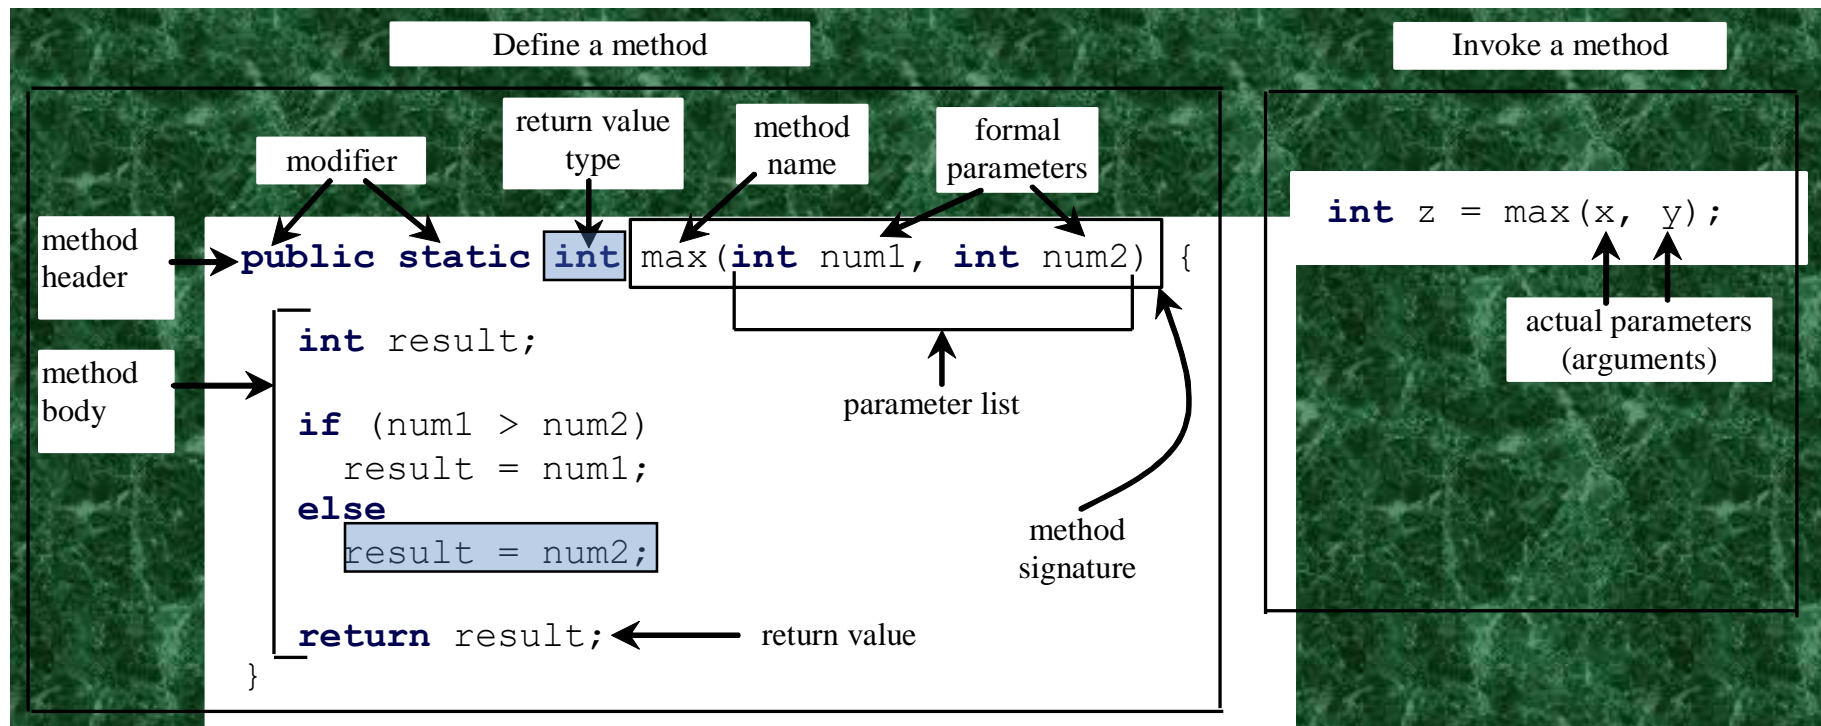 Define a method
Invoke a method
return value
type
method
name
formal
parameters
modifier
method
header
public static int max(int num1, int num2) {
int z = max(x, y);
actual parameters
(arguments)
method
body
int result;
parameter list
if (num1 > num2)
result = num1;
else
result = num2;
method
signature
return result;
return value
}